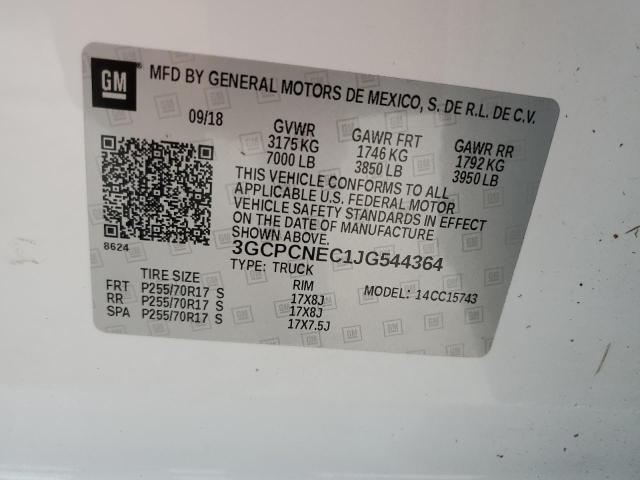 GM
MFD BY GENERAL MOTORS DE MEXICO, S. DE R.L. DE C.V.
09/18 GVWR GAWR FRT GAWR RR
3175 KG 1746 KG 1792 KG
7000 LB 3850 LB 3950 LB
THIS VEHICLE CONFORMS TO ALL
APPLICABLE U.S. FEDERAL MOTOR
VEHICLE SAFETY STANDARDS IN EFFECT
ON THE DATE OF MANUFACTURE
SHOWN ABOVE.
8624
3GCPCNEC1JG544364
TYPE: TRUCK
TIRE SIZE RIM MODEL: 14CC15743
FRT P255/70R17 S 17X8J
RR P255/70R17 S 17X8J
SPA P255/70R17 S 17X7.5J